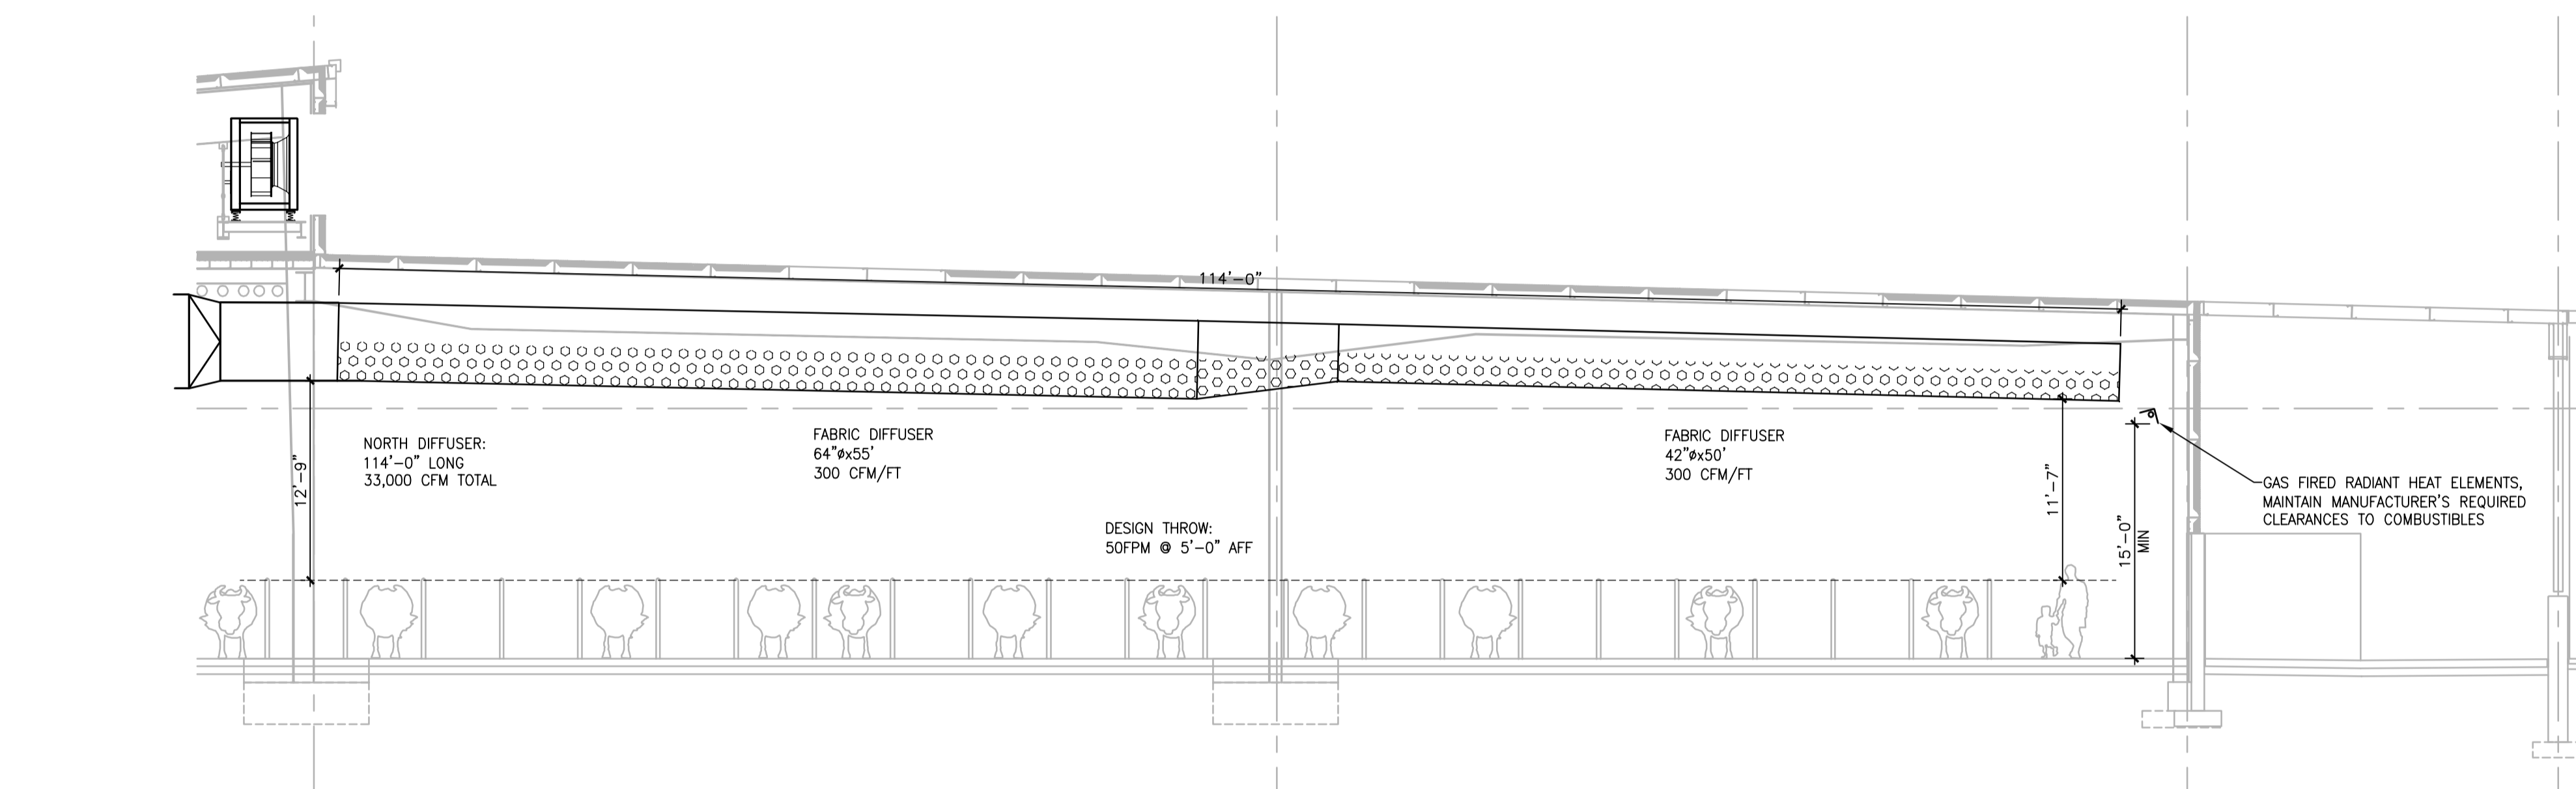 114'-0"
NORTH DIFFUSER:
114'-0" LONG
33,000 CFM TOTAL
12'-9"
FABRIC DIFFUSER
64"øx55'
300 CFM/FT
DESIGN THROW:
50FPM @ 5'-0" AFF
FABRIC DIFFUSER
42"øx50'
300 CFM/FT
11'-7"
15'-0"
MIN
GAS FIRED RADIANT HEAT ELEMENTS,
MAINTAIN MANUFACTURER'S REQUIRED
CLEARANCES TO COMBUSTIBLES